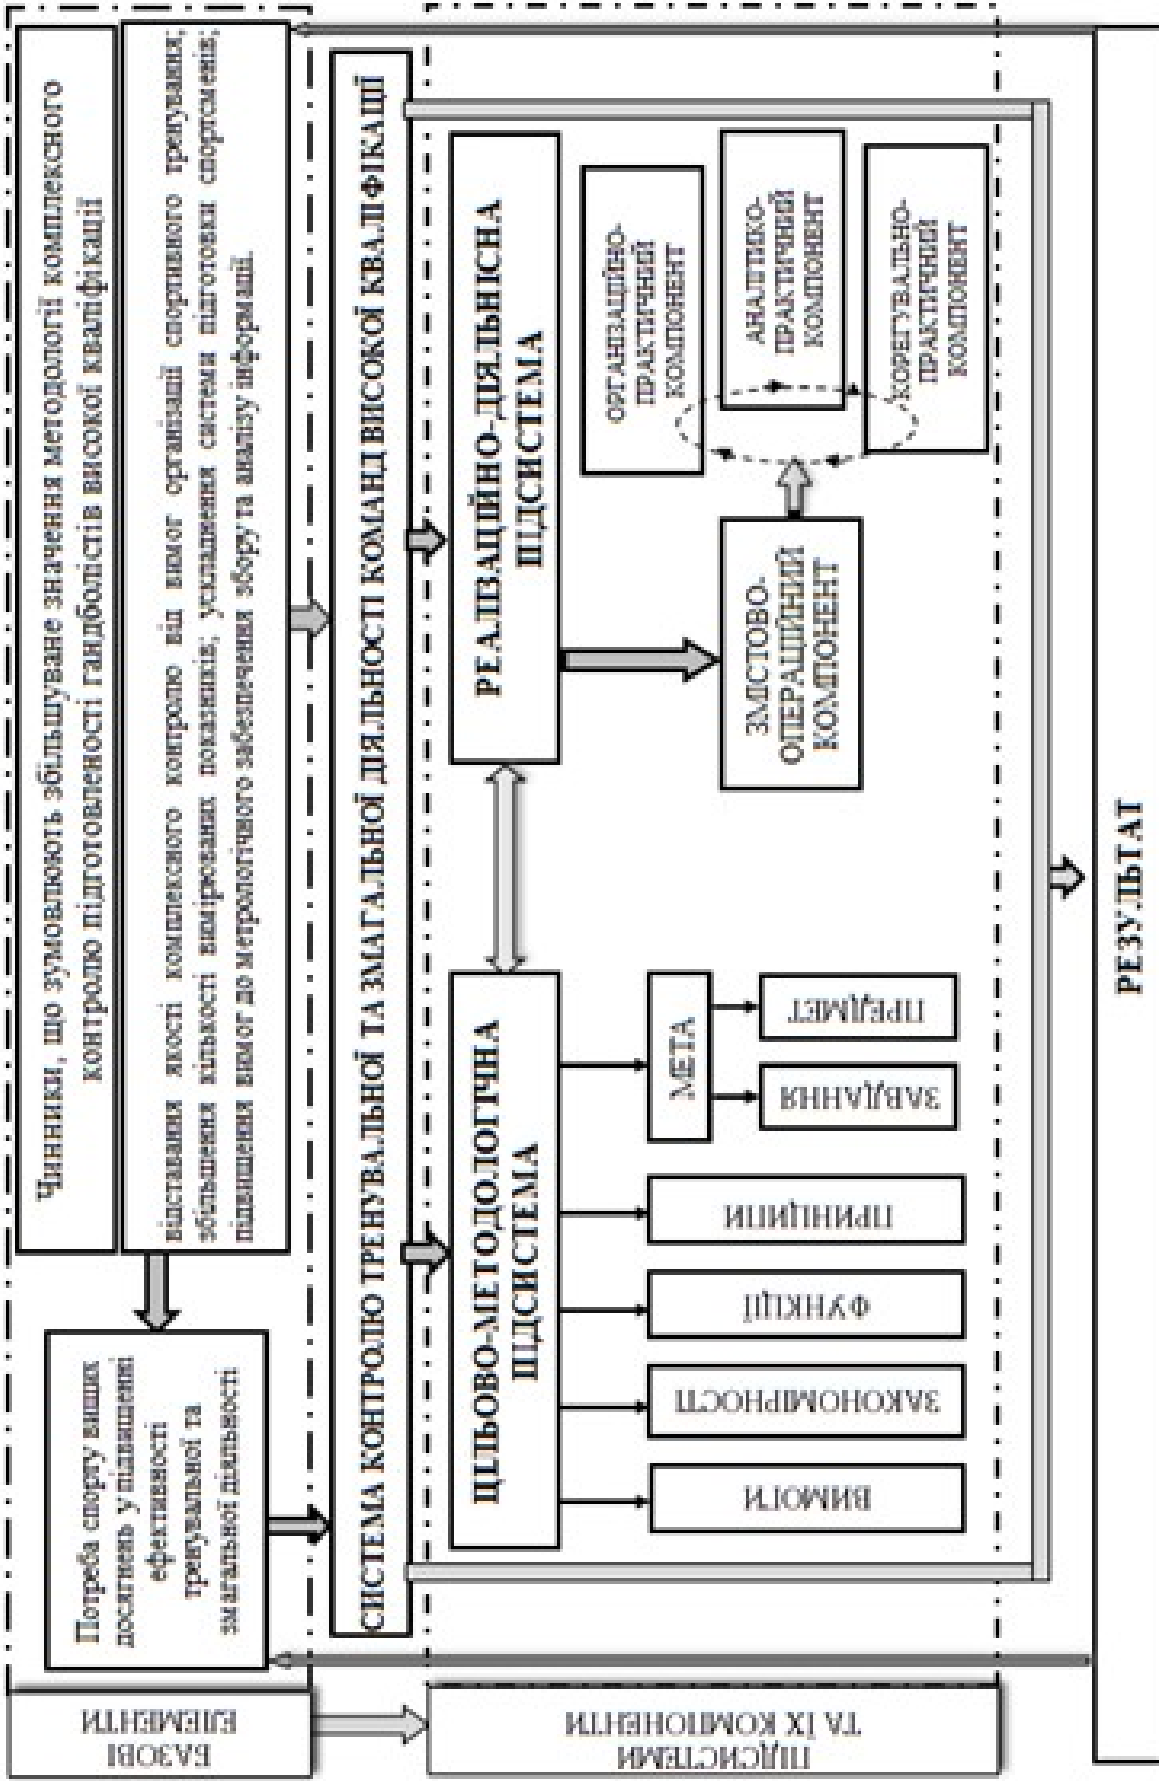 БАЗОВІ
ЕЛЕМЕНТИ
Потреба спорту вищих
досягнень у підвищенні
ефективності
тренувальної та
змагальної діяльності
Чинники, що зумовлюють збільшуване значення методології комплексного
контролю підготовленості гандболістів високої кваліфікації
відставання якості комплексного контролю від вимог організації спортивного тренування;
збільшення кількості вимірюваних показників; ускладнення системи підготовки спортсменів;
підвищення вимог до метрологічного забезпечення збору та аналізу інформації.
СИСТЕМА КОНТРОЛЮ ТРЕНУВАЛЬНОЇ ТА ЗМАГАЛЬНОЇ ДІЯЛЬНОСТІ КОМАНД ВИСОКОЇ КВАЛІФІКАЦІЇ
ПІДСИСТЕМИ
ТА ЇХ КОМПОНЕНТИ
ЦІЛЬОВО-МЕТОДОЛОГІЧНА
ПІДСИСТЕМА
ВИМОГИ
ЗАКОНОМІРНОСТІ
ФУНКЦІЇ
ПРИНЦИПИ
МЕТА
ЗАВДАННЯ
ПРЕДМЕТ
РЕАЛІЗАЦІЙНО-ДІЯЛЬНІСНА
ПІДСИСТЕМА
ЗМІСТОВО-
ОПЕРАЦІЙНИЙ
КОМПОНЕНТ
ОРГАНІЗАЦІЙНО-
ПРАКТИЧНИЙ
КОМПОНЕНТ
АНАЛІТИКО-
ПРАКТИЧНИЙ
КОМПОНЕНТ
КОРЕГУВАЛЬНО-
ПРАКТИЧНИЙ
КОМПОНЕНТ
РЕЗУЛЬТАТ